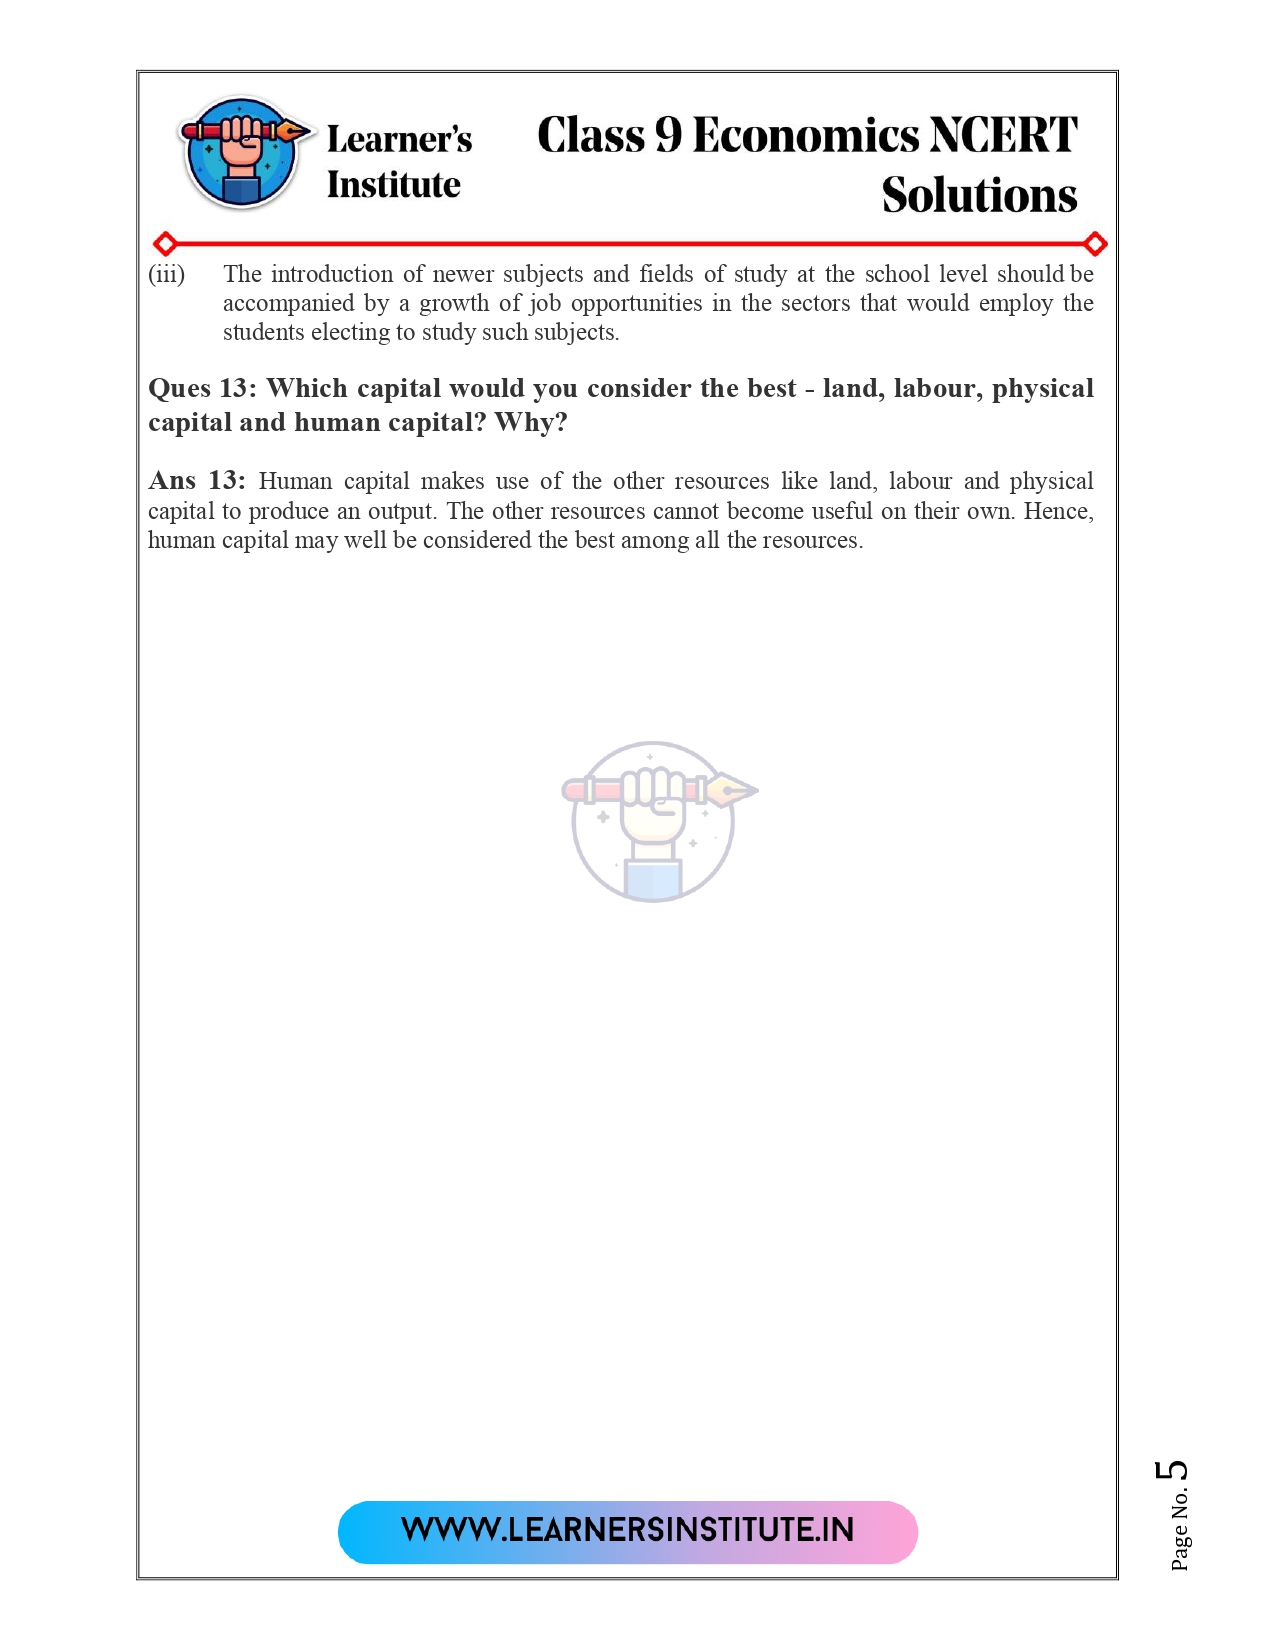 Learner's
Institute
Class 9 Economics NCERT
Solutions
(iii) The introduction of newer subjects and fields of study at the school level should be
accompanied by a growth of job opportunities in the sectors that would employ the
students electing to study such subjects.
Ques 13: Which capital would you consider the best - land, labour, physical
capital and human capital? Why?
Ans 13: Human capital makes use of the other resources like land, labour and physical
capital to produce an output. The other resources cannot become useful on their own. Hence,
human capital may well be considered the best among all the resources.
WWW.LEARNERSINSTITUTE.IN
Page No. 5